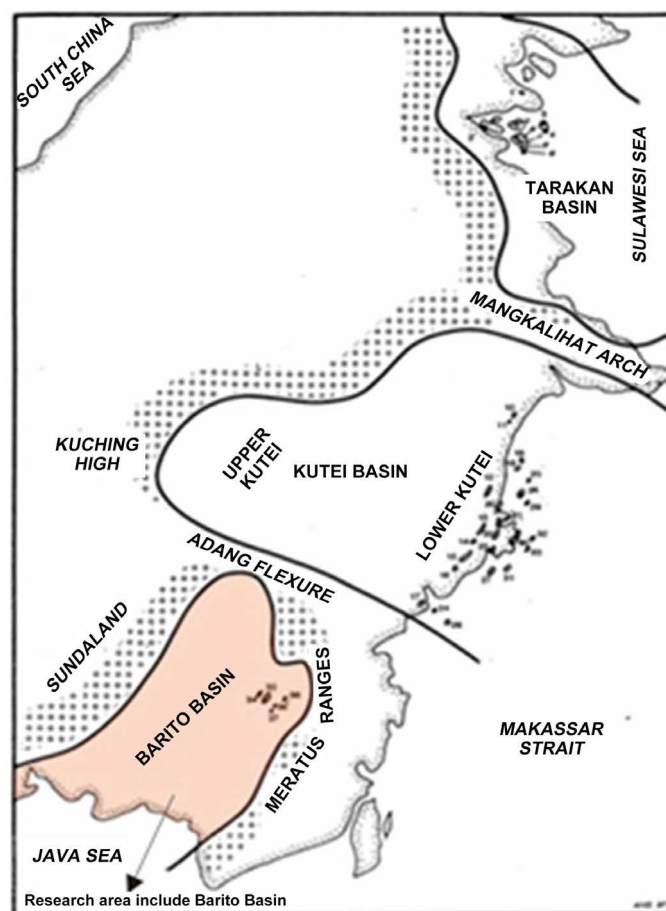 SOUTH CHINA
SEA
TARAKAN
BASIN
SULAWESI SEA
MANGKALIHAT ARCH
KUCHING
HIGH
UPPER
KUTEI
KUTEI BASIN
LOWER KUTEI
ADANG FLEXURE
SUNDALAND
BARITO BASIN
MERATUS RANGES
MAKASSAR
STRAIT
JAVA SEA
Research area include Barito Basin